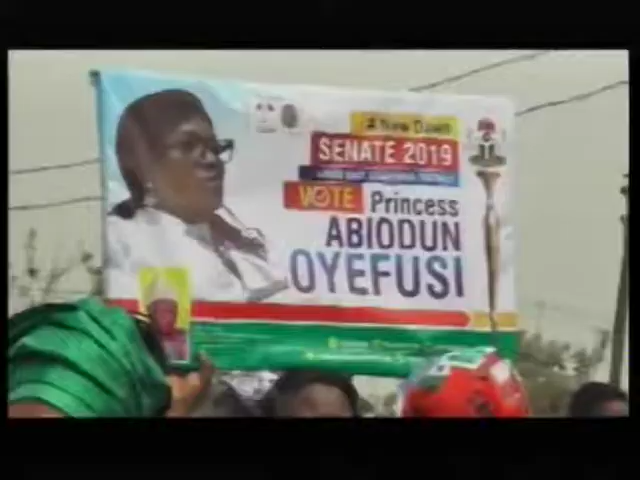 # New Dawn
SENATE 2019
VOTE Princess
ABIODUN
OYEFUSI